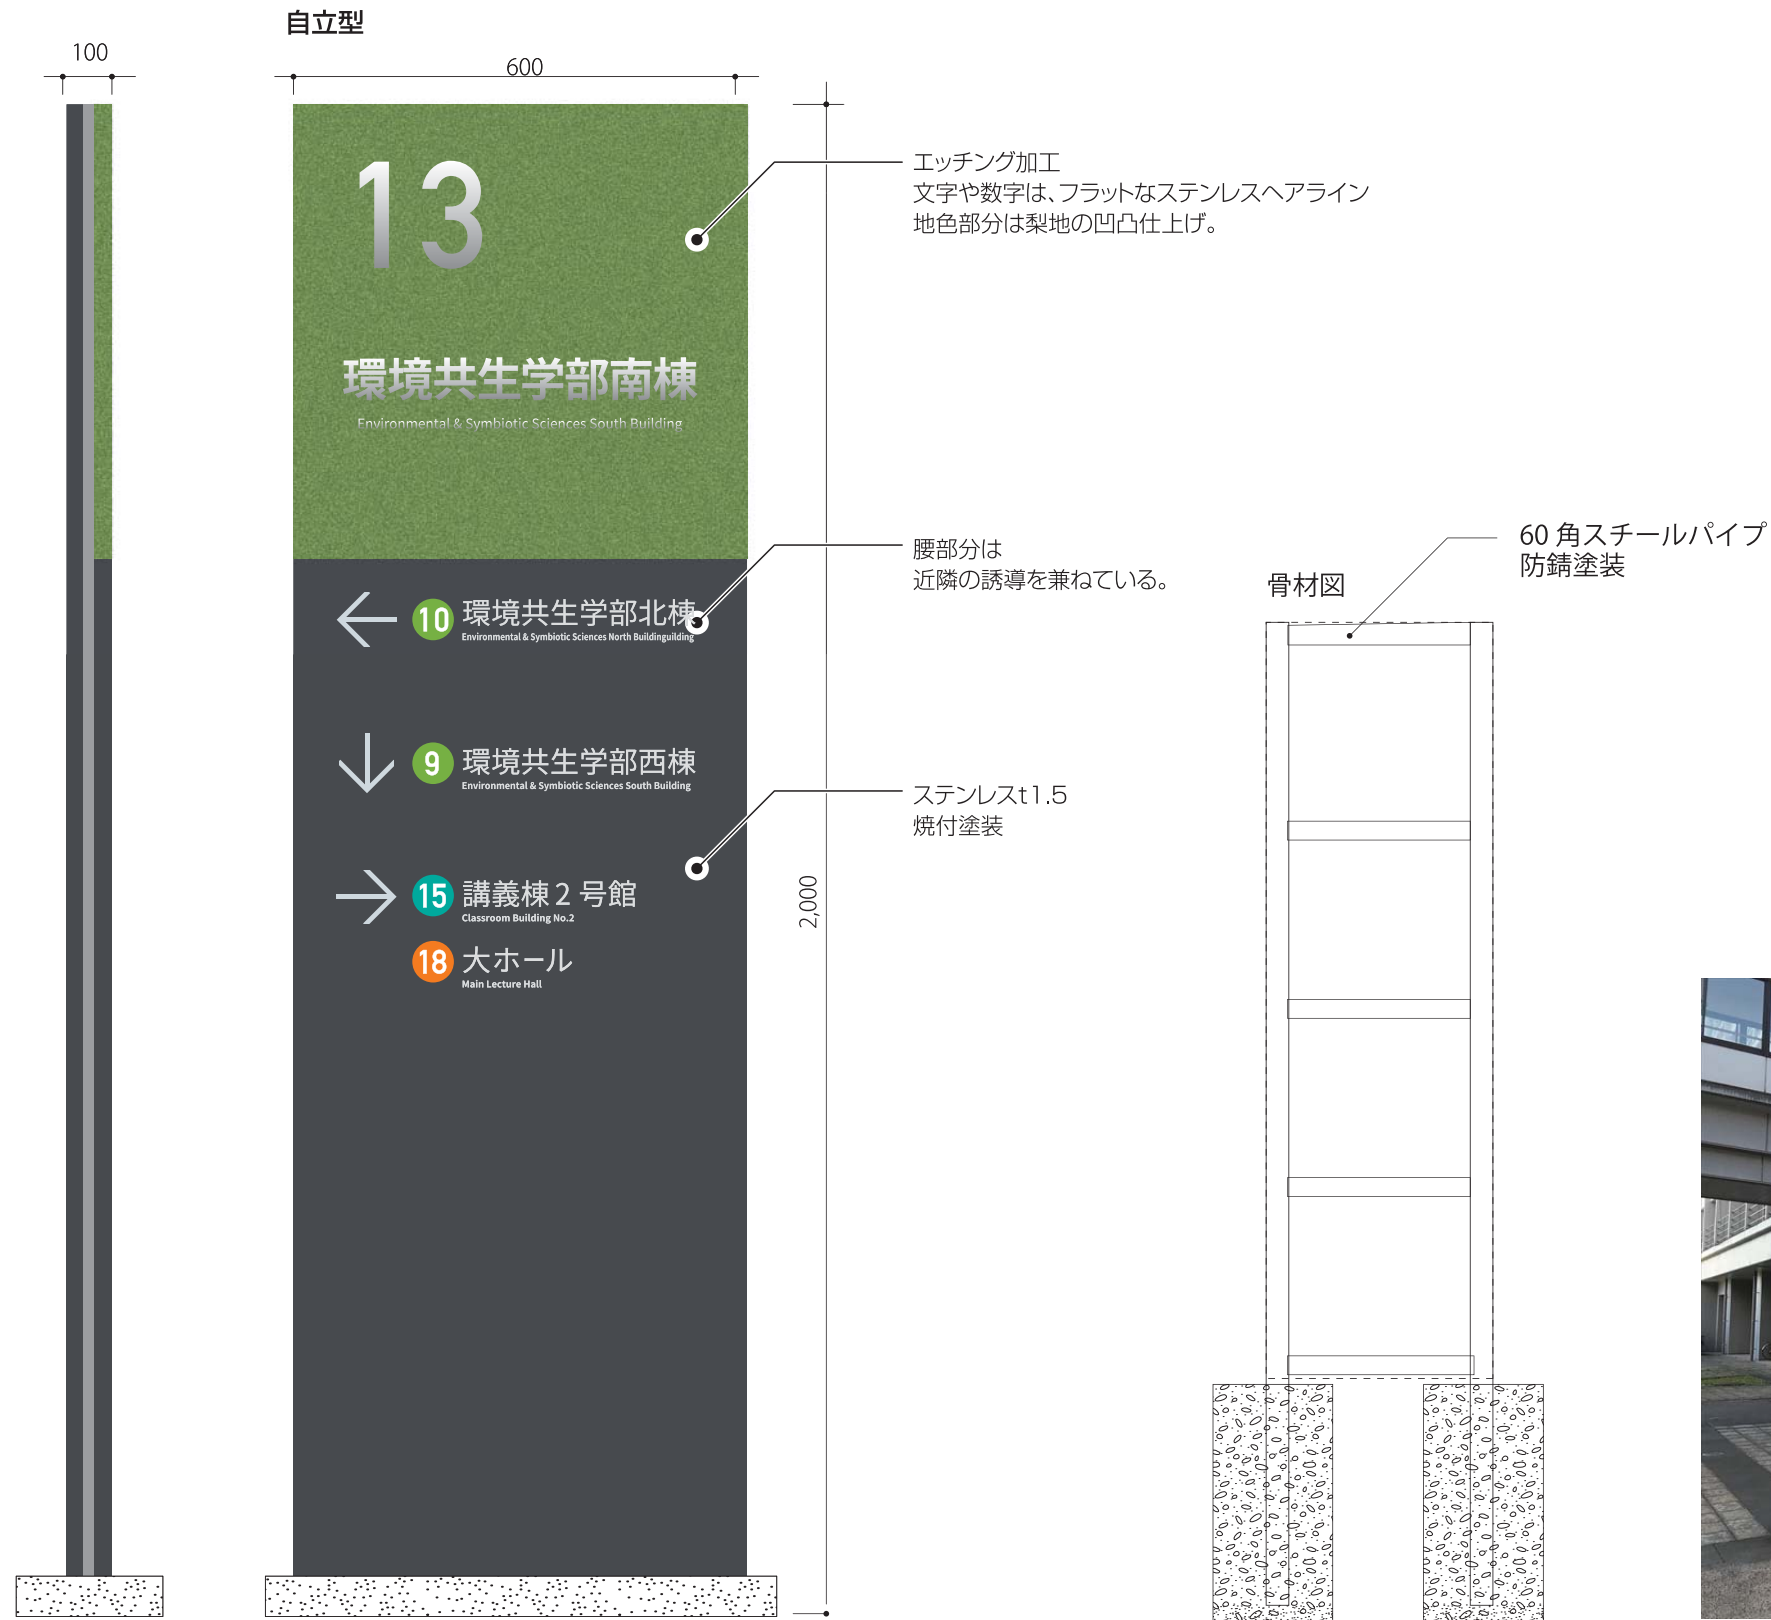 自立型
100
600
13
環境共生学部南棟
Environmental & Symbiotic Sciences South Building
エッチング加工
文字や数字は、フラットなステンレスヘアライン
地色部分は梨地の凹凸仕上げ。
腰部分は
近隣の誘導を兼ねている。
10 環境共生学部北棟
Environmental & Symbiotic Sciences North Buildinguilding
9 環境共生学部西棟
Environmental & Symbiotic Sciences South Building
ステンレスt1.5
焼付塗装
15 講義棟2号館
Classroom Building No.2
18 大ホール
Main Lecture Hall
2,000
骨材図
60 角スチールパイプ
防錆塗装